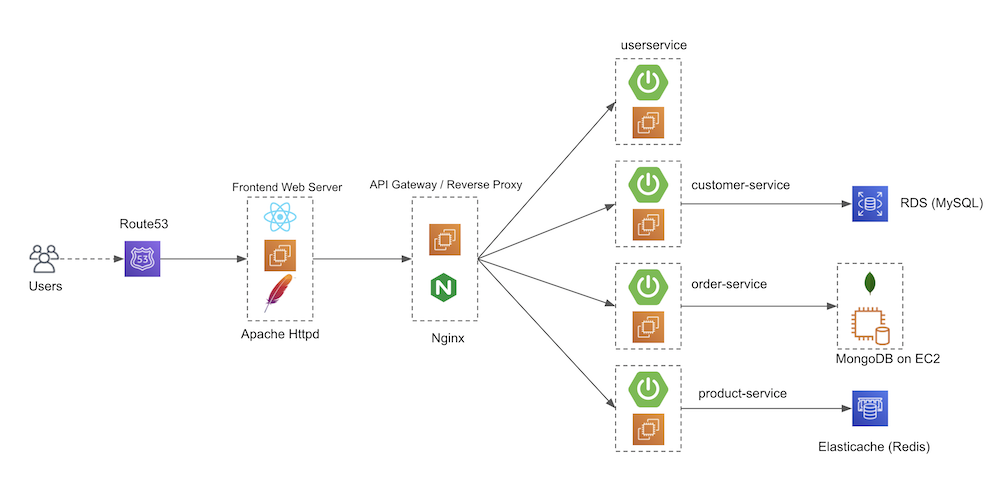 userservice
Frontend Web Server
API Gateway / Reverse Proxy
customer-service
RDS (MySQL)
Route53
53
Users
Apache Httpd
N
Nginx
order-service
MongoDB on EC2
product-service
Elasticache (Redis)